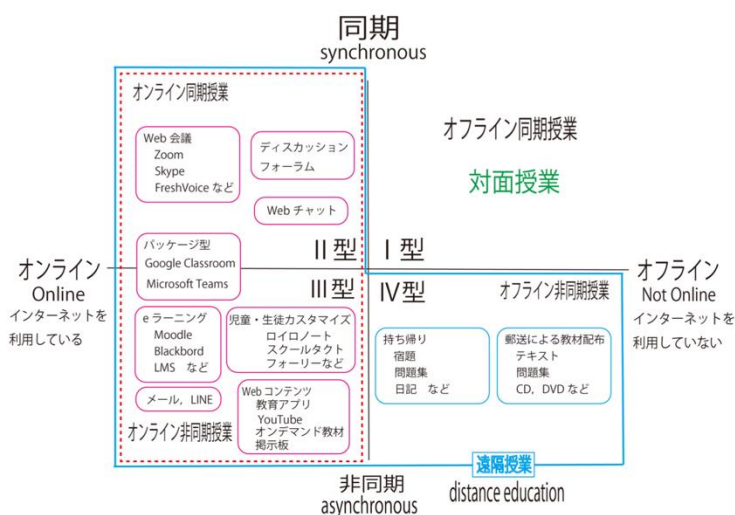 同期
synchronous
オンライン同期授業
Web 会議
Zoom
Skype
FreshVoice など
ディスカッション
フォーラム
Web チャット
オフライン同期授業
対面授業
パッケージ型
Google Classroom
Microsoft Teams
II 型
I 型
III 型
IV 型
オンライン
Online
インターネットを
利用している
オフライン
Not Online
インターネットを
利用していない
e ラーニング
Moodle
Blackbord
LMS など
児童・生徒カスタマイズ
ロイロノート
スクールタクト
フォーリーなど
メール，LINE
Web コンテンツ
教育アプリ
YouTube
オンデマンド教材
掲示板
オンライン非同期授業
オフライン非同期授業
持ち帰り
宿題
問題集
日記 など
郵送による教材配布
テキスト
問題集
CD，DVD など
遠隔授業
distance education
非同期
asynchronous